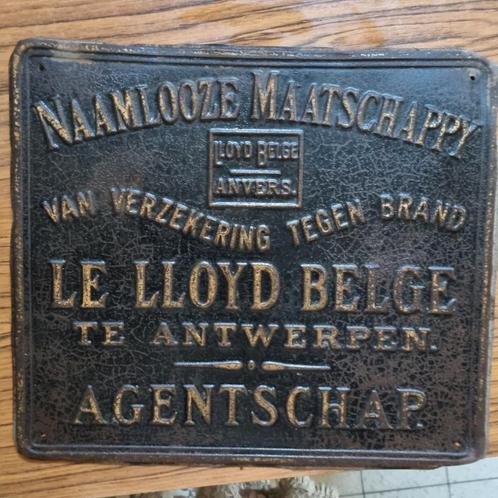 NAAMLOOZE MAATSCHAPPY
LLOYD BELGE
ANVERS.
VAN VERZEKERING TEGEN BRAND
LE LLOYD BELGE
TE ANTWERPEN.
AGENTSCHAP.